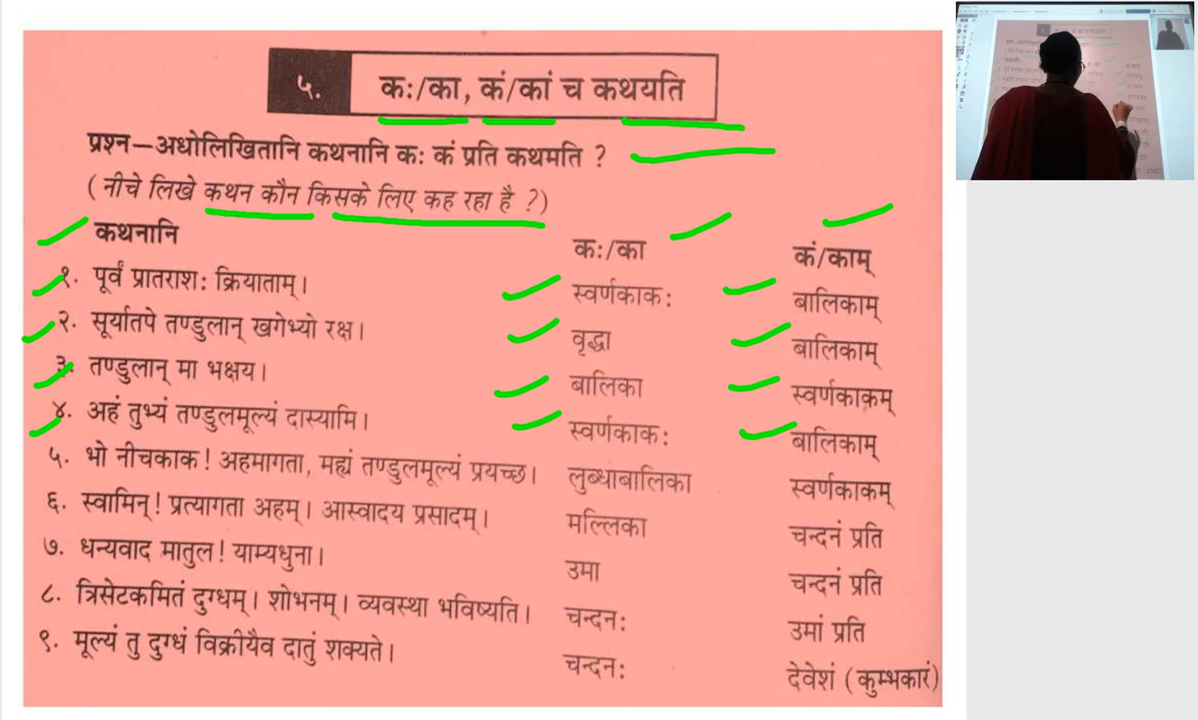 ५. कः/का, कं/कां च कथयति
प्रश्न—अधोलिखितानि कथनानि कः कं प्रति कथमति ?
( नीचे लिखे कथन कौन किसके लिए कह रहा है ?)
कथनानि कः/का कं/काम्
१. पूर्वं प्रातराशः क्रियाताम्। स्वर्णकाकः बालिकाम्
२. सूर्यातपे तण्डुलान् खगेभ्यो रक्ष। वृद्धा बालिकाम्
३. तण्डुलान् मा भक्षय। बालिका स्वर्णकाकम्
४. अहं तुभ्यं तण्डुलमूल्यं दास्यामि। स्वर्णकाकः बालिकाम्
५. भो नीचकाक! अहमागता, मह्यं तण्डुलमूल्यं प्रयच्छ। लुब्धाबालिका स्वर्णकाकम्
६. स्वामिन्! प्रत्यागता अहम्। आस्वादय प्रसादम्। मल्लिका चन्दनं प्रति
७. धन्यवाद मातुल! याम्यधुना। उमा चन्दनं प्रति
८. त्रिसेटकमितं दुग्धम्। शोभनम्। व्यवस्था भविष्यति। चन्दनः उमां प्रति
९. मूल्यं तु दुग्धं विक्रीयैव दातुं शक्यते। चन्दनः देवेशं (कुम्भकारं)